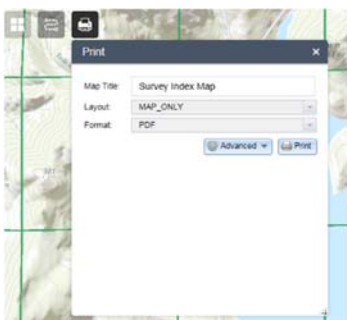 Print ×
Map Title: Survey Index Map
Layout: MAP_ONLY
Format: PDF
Advanced Print